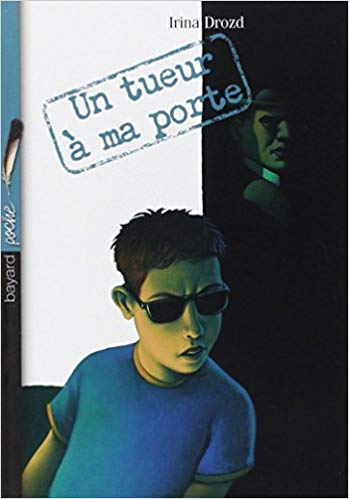 Irina Drozd
Un tueur
à ma porte
bayard poche